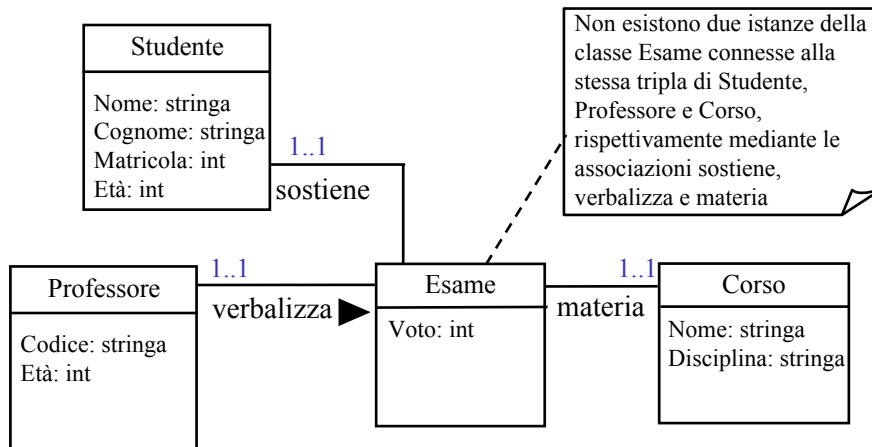 Studente
Nome: stringa
Cognome: stringa
Matricola: int
Età: int
1..1
sostiene
Non esistono due istanze della
classe Esame connesse alla
stessa tripla di Studente,
Professore e Corso,
rispettivamente mediante le
associazioni sostiene,
verbalizza e materia
Professore
Codice: stringa
Età: int
1..1
verbalizza
Esame
Voto: int
1..1
materia
Corso
Nome: stringa
Disciplina: stringa